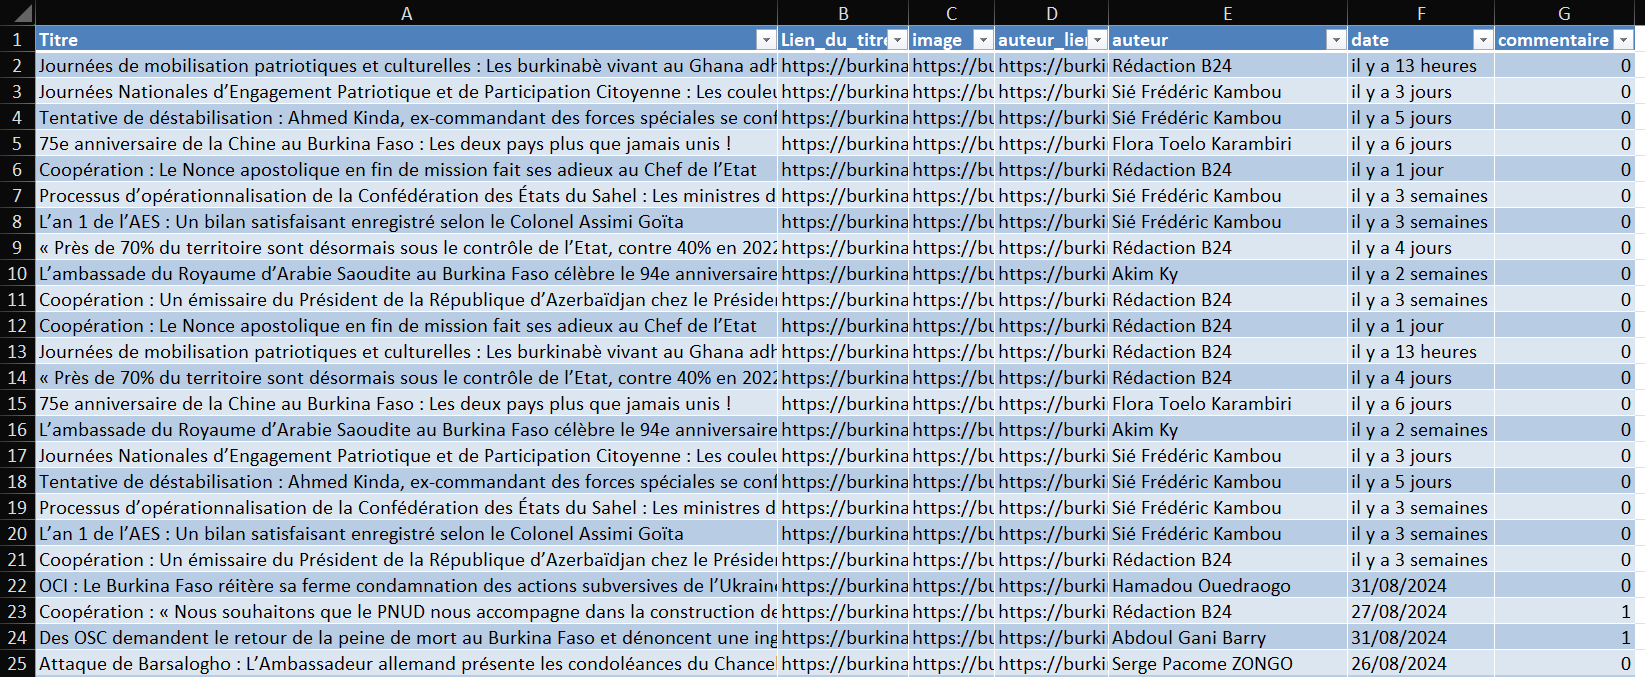 A B C D E F G
1 Titre Lien_du_titre image auteur_lien auteur date commentaire
2 Journées de mobilisation patriotiques et culturelles : Les burkinabè vivant au Ghana adh https://burkina https://bu https://burki Rédaction B24 il y a 13 heures 0
3 Journées Nationales d’Engagement Patriotique et de Participation Citoyenne : Les couleu https://burkina https://bu https://burki Sié Frédéric Kambou il y a 3 jours 0
4 Tentative de déstabilisation : Ahmed Kinda, ex-commandant des forces spéciales se conf https://burkina https://bu https://burki Sié Frédéric Kambou il y a 5 jours 0
5 75e anniversaire de la Chine au Burkina Faso : Les deux pays plus que jamais unis ! https://burkina https://bu https://burki Flora Toelo Karambiri il y a 6 jours 0
6 Coopération : Le Nonce apostolique en fin de mission fait ses adieux au Chef de l’Etat https://burkina https://bu https://burki Rédaction B24 il y a 1 jour 0
7 Processus d’opérationnalisation de la Confédération des États du Sahel : Les ministres d https://burkina https://bu https://burki Sié Frédéric Kambou il y a 3 semaines 0
8 L’an 1 de l’AES : Un bilan satisfaisant enregistré selon le Colonel Assimi Goïta https://burkina https://bu https://burki Sié Frédéric Kambou il y a 3 semaines 0
9 « Près de 70% du territoire sont désormais sous le contrôle de l’Etat, contre 40% en 2022 https://burkina https://bu https://burki Rédaction B24 il y a 4 jours 0
10 L’ambassade du Royaume d’Arabie Saoudite au Burkina Faso célèbre le 94e anniversaire https://burkina https://bu https://burki Akim Ky il y a 2 semaines 0
11 Coopération : Un émissaire du Président de la République d’Azerbaïdjan chez le Présider https://burkina https://bu https://burki Rédaction B24 il y a 3 semaines 0
12 Coopération : Le Nonce apostolique en fin de mission fait ses adieux au Chef de l’Etat https://burkina https://bu https://burki Rédaction B24 il y a 1 jour 0
13 Journées de mobilisation patriotiques et culturelles : Les burkinabè vivant au Ghana adh https://burkina https://bu https://burki Rédaction B24 il y a 13 heures 0
14 « Près de 70% du territoire sont désormais sous le contrôle de l’Etat, contre 40% en 2022 https://burkina https://bu https://burki Rédaction B24 il y a 4 jours 0
15 75e anniversaire de la Chine au Burkina Faso : Les deux pays plus que jamais unis ! https://burkina https://bu https://burki Flora Toelo Karambiri il y a 6 jours 0
16 L’ambassade du Royaume d’Arabie Saoudite au Burkina Faso célèbre le 94e anniversaire https://burkina https://bu https://burki Akim Ky il y a 2 semaines 0
17 Journées Nationales d’Engagement Patriotique et de Participation Citoyenne : Les couleu https://burkina https://bu https://burki Sié Frédéric Kambou il y a 3 jours 0
18 Tentative de déstabilisation : Ahmed Kinda, ex-commandant des forces spéciales se conf https://burkina https://bu https://burki Sié Frédéric Kambou il y a 5 jours 0
19 Processus d’opérationnalisation de la Confédération des États du Sahel : Les ministres d https://burkina https://bu https://burki Sié Frédéric Kambou il y a 3 semaines 0
20 L’an 1 de l’AES : Un bilan satisfaisant enregistré selon le Colonel Assimi Goïta https://burkina https://bu https://burki Sié Frédéric Kambou il y a 3 semaines 0
21 Coopération : Un émissaire du Président de la République d’Azerbaïdjan chez le Présider https://burkina https://bu https://burki Rédaction B24 il y a 3 semaines 0
22 OCI : Le Burkina Faso réitère sa ferme condamnation des actions subversives de l’Ukraine https://burkina https://bu https://burki Hamadou Ouedraogo 31/08/2024 0
23 Coopération : « Nous souhaitons que le PNUD nous accompagne dans la construction de https://burkina https://bu https://burki Rédaction B24 27/08/2024 1
24 Des OSC demandent le retour de la peine de mort au Burkina Faso et dénoncent une ing https://burkina https://bu https://burki Abdoul Gani Barry 31/08/2024 1
25 Attaque de Barsalogho : L’Ambassadeur allemand présente les condoléances du Chancel https://burkina https://bu https://burki Serge Pacome ZONGO 26/08/2024 0